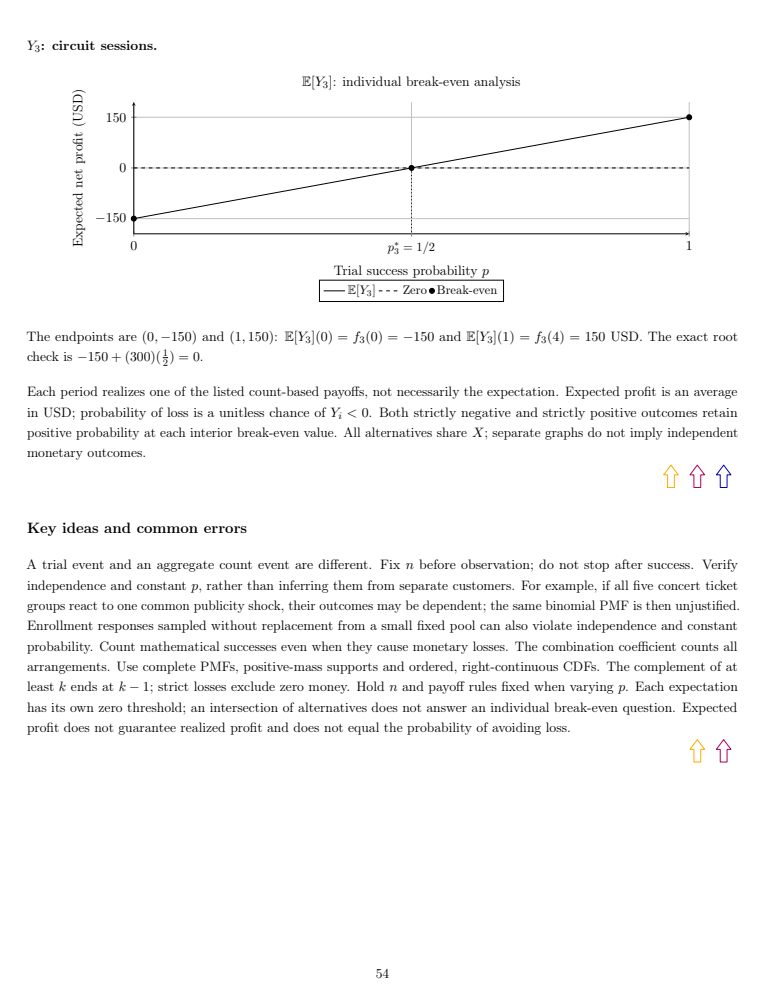 Y₃: circuit sessions.
𝔼[Y₃]: individual break-even analysis
Expected net profit (USD)
150
0
−150
0
p₃* = 1/2
1
Trial success probability p
𝔼[Y₃] Zero Break-even
The endpoints are (0, −150) and (1, 150): 𝔼[Y₃](0) = f₃(0) = −150 and 𝔼[Y₃](1) = f₃(4) = 150 USD. The exact root
check is −150 + (300)(1/2) = 0.
Each period realizes one of the listed count-based payoffs, not necessarily the expectation. Expected profit is an average
in USD; probability of loss is a unitless chance of Yᵢ < 0. Both strictly negative and strictly positive outcomes retain
positive probability at each interior break-even value. All alternatives share X; separate graphs do not imply independent
monetary outcomes.
Key ideas and common errors
A trial event and an aggregate count event are different. Fix n before observation; do not stop after success. Verify
independence and constant p, rather than inferring them from separate customers. For example, if all five concert ticket
groups react to one common publicity shock, their outcomes may be dependent; the same binomial PMF is then unjustified.
Enrollment responses sampled without replacement from a small fixed pool can also violate independence and constant
probability. Count mathematical successes even when they cause monetary losses. The combination coefficient counts all
arrangements. Use complete PMFs, positive-mass supports and ordered, right-continuous CDFs. The complement of at
least k ends at k − 1; strict losses exclude zero money. Hold n and payoff rules fixed when varying p. Each expectation
has its own zero threshold; an intersection of alternatives does not answer an individual break-even question. Expected
profit does not guarantee realized profit and does not equal the probability of avoiding loss.
54